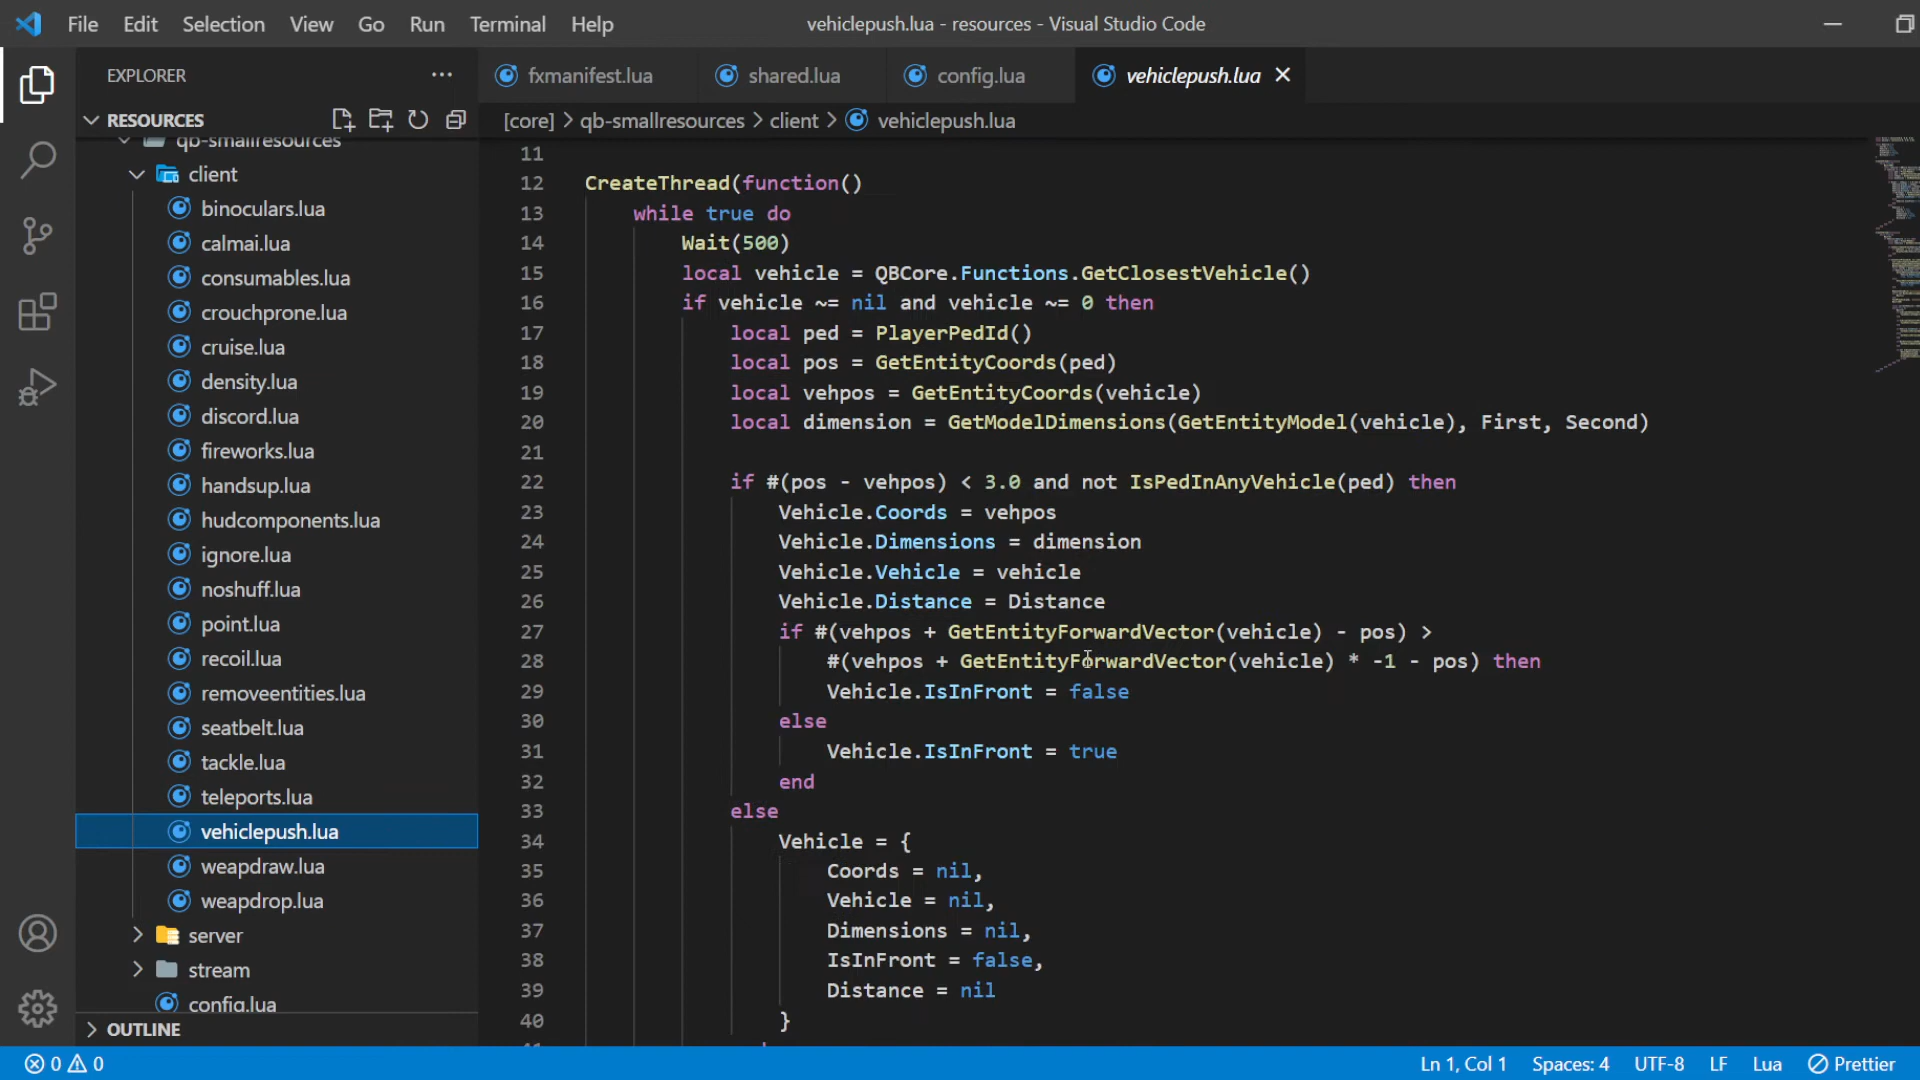 File Edit Selection View Go Run Terminal Help vehiclepush.lua - resources - Visual Studio Code
EXPLORER
RESOURCES
qb-smallresources
client
binoculars.lua
calmai.lua
consumables.lua
crouchprone.lua
cruise.lua
density.lua
discord.lua
fireworks.lua
handsup.lua
hudcomponents.lua
ignore.lua
noshuff.lua
point.lua
recoil.lua
removeentities.lua
seatbelt.lua
tackle.lua
teleports.lua
vehiclepush.lua
weapdraw.lua
weapdrop.lua
server
stream
config.lua
OUTLINE
fxmanifest.lua shared.lua config.lua vehiclepush.lua
[core] > qb-smallresources > client > vehiclepush.lua
11
12 CreateThread(function()
13 while true do
14 Wait(500)
15 local vehicle = QBCore.Functions.GetClosestVehicle()
16 if vehicle ~= nil and vehicle ~= 0 then
17 local ped = PlayerPedId()
18 local pos = GetEntityCoords(ped)
19 local vehpos = GetEntityCoords(vehicle)
20 local dimension = GetModelDimensions(GetEntityModel(vehicle), First, Second)
21
22 if #(pos - vehpos) < 3.0 and not IsPedInAnyVehicle(ped) then
23 Vehicle.Coords = vehpos
24 Vehicle.Dimensions = dimension
25 Vehicle.Vehicle = vehicle
26 Vehicle.Distance = Distance
27 if #(vehpos + GetEntityForwardVector(vehicle) - pos) >
28 #(vehpos + GetEntityForwardVector(vehicle) * -1 - pos) then
29 Vehicle.IsInFront = false
30 else
31 Vehicle.IsInFront = true
32 end
33 else
34 Vehicle = {
35 Coords = nil,
36 Vehicle = nil,
37 Dimensions = nil,
38 IsInFront = false,
39 Distance = nil
40 }
0 0 Ln 1, Col 1 Spaces: 4 UTF-8 LF Lua Prettier